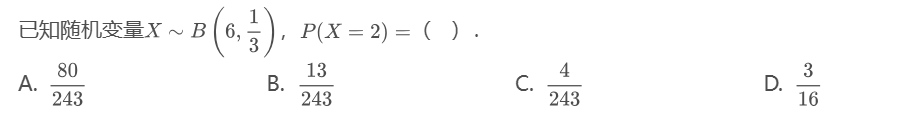 已知随机变量X ~ B(6, 1/3), P(X = 2) = ( ).
A. 80/243 B. 13/243 C. 4/243 D. 3/16